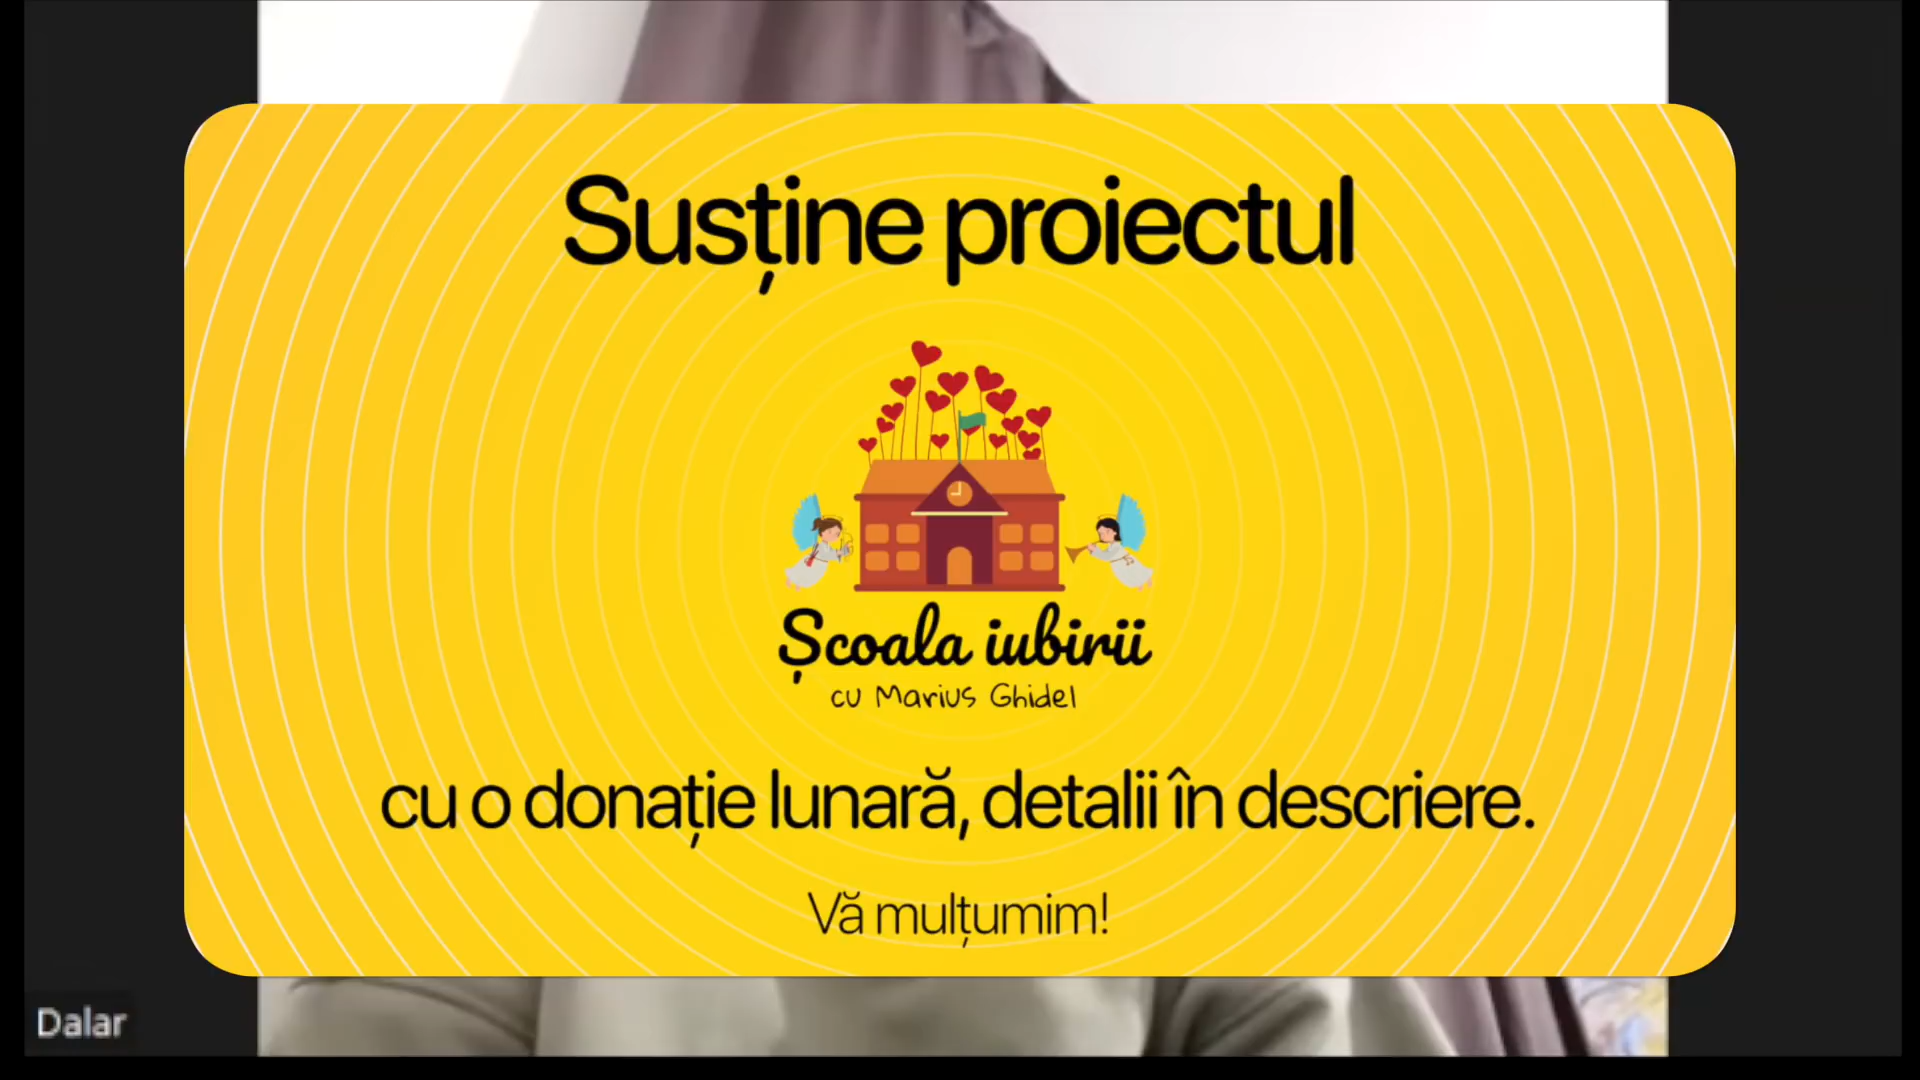 Susține proiectul
Școala iubirii
cu Marius Ghidel
cu o donație lunară, detalii în descriere.
Vă mulțumim!
Dalar